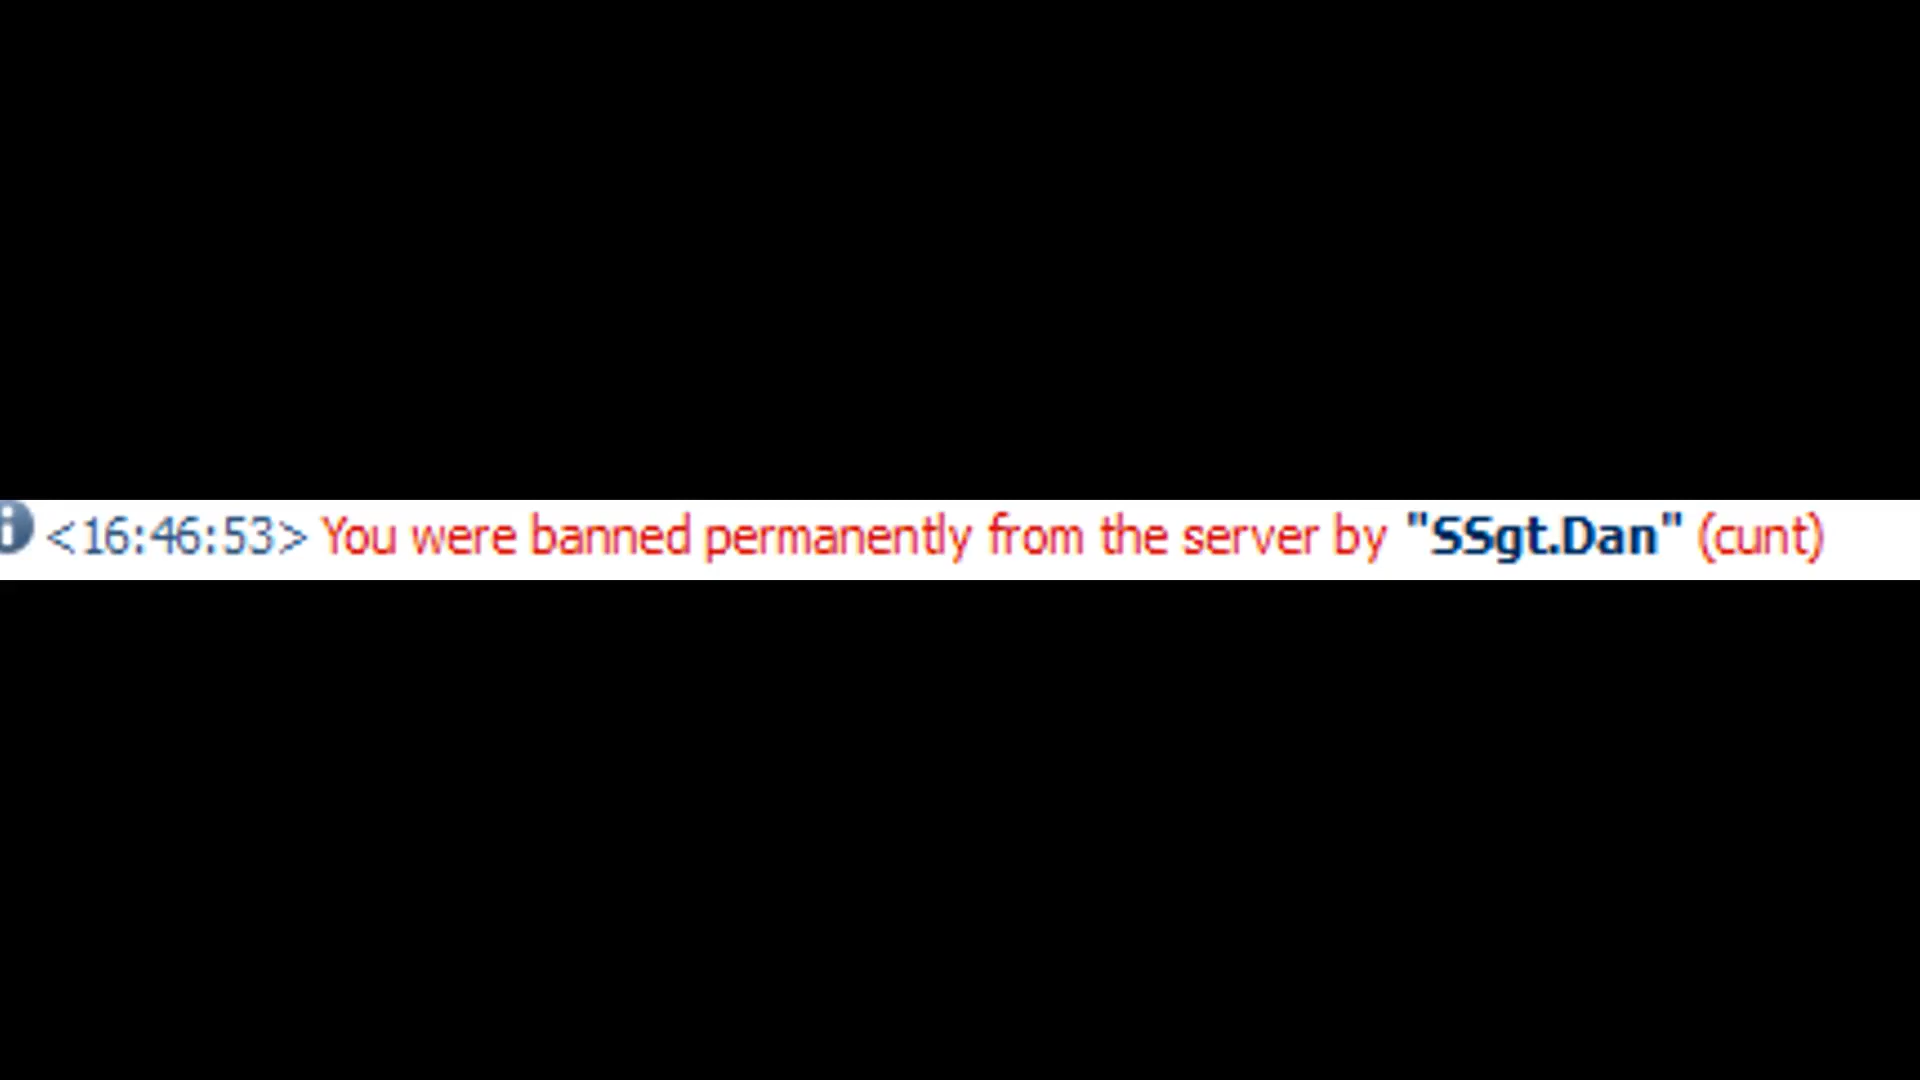 <16:46:53> You were banned permanently from the server by "SSgt.Dan" (cunt)